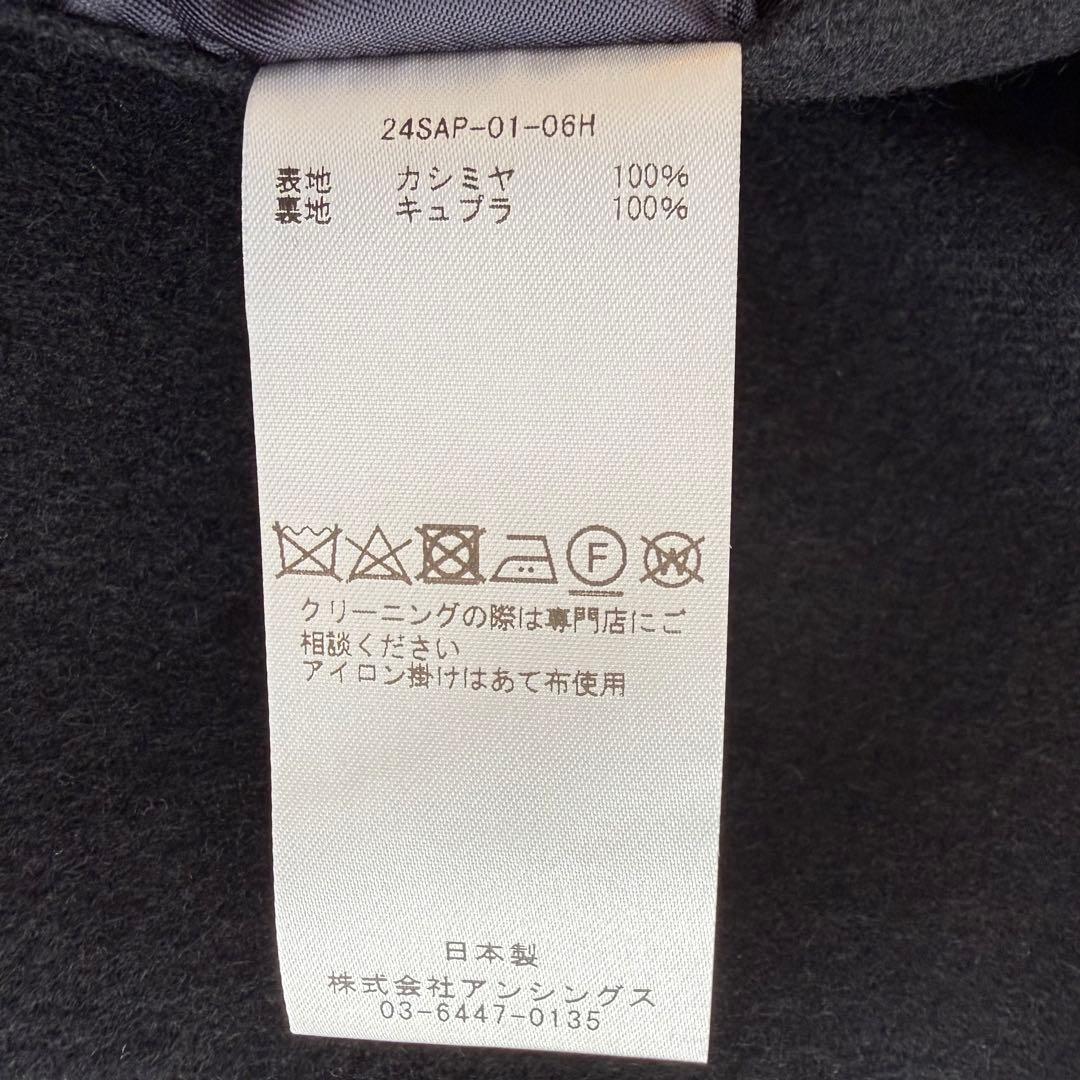 24SAP-01-06H
表地 カシミヤ 100%
裏地 キュプラ 100%
F W
クリーニングの際は専門店にご
相談ください
アイロン掛けはあて布使用
日本製
株式会社アンシングス
03-6447-0135